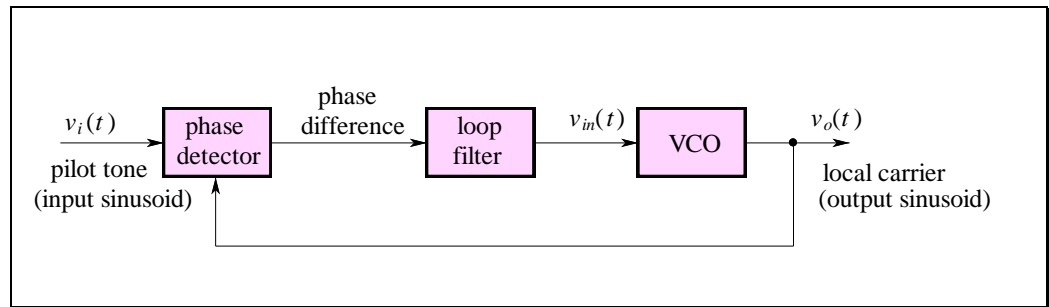 v_i(t)
pilot tone
(input sinusoid)
phase
detector
phase
difference
loop
filter
v_in(t)
VCO
v_o(t)
local carrier
(output sinusoid)